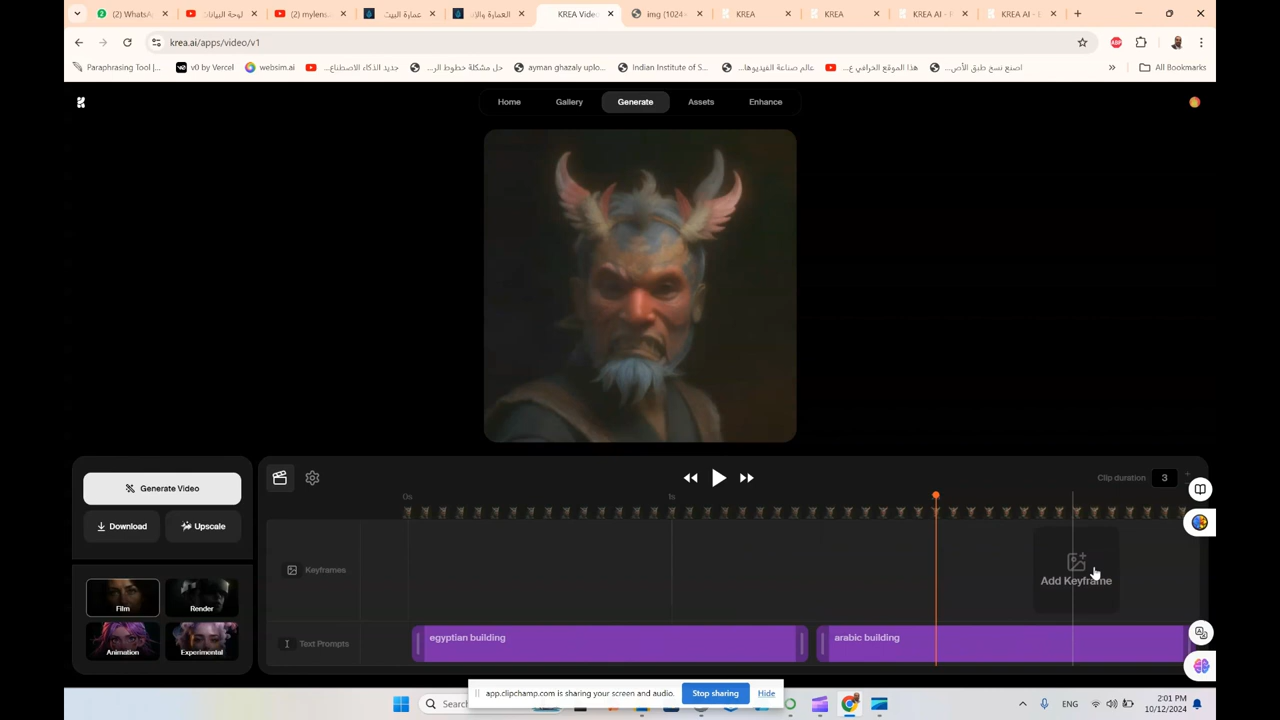 (2) WhatsA
لوحة البيانات
(2) mylens.
عمارة البيت
العمارة والإن
KREA Video
img (1024
KREA
KREA
KREA AI -
KREA AI -
krea.ai/apps/video/v1
Paraphrasing Tool |...
v0 by Vercel
websim.ai
جديد الذكاء الاصطناع...
حل مشكلة خطوط الر...
ayman ghazaly uplo...
Indian Institute of S...
عالم صناعة الفيديوها...
هذا الموقع الخرافي ع...
اصنع نسخ طبق الأص...
»
All Bookmarks
Home
Gallery
Generate
Assets
Enhance
Generate Video
Download
Upscale
Clip duration
3
0s
1s
Keyframes
Add Keyframe
Film
Render
Animation
Experimental
Text Prompts
egyptian building
arabic building
app.clipchamp.com is sharing your screen and audio.
Stop sharing
Hide
Searc
ENG
2:01 PM
10/12/2024